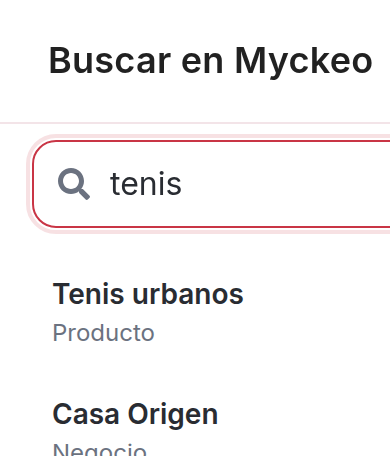 Buscar en Myckeo
tenis
Tenis urbanos
Producto
Casa Origen
Negocio